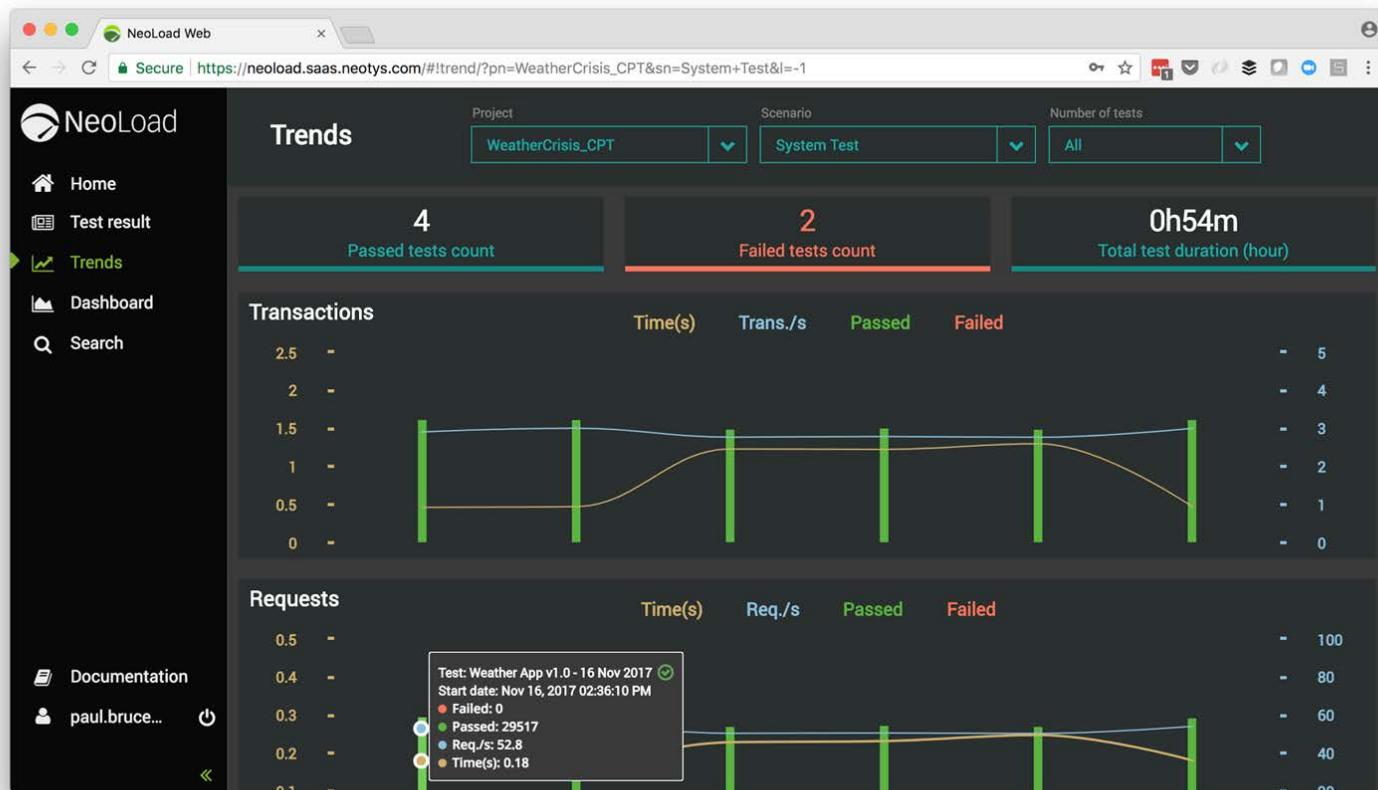 NeoLoad Web
Secure https://neoload.saas.neotys.com/#!trend/?pn=WeatherCrisis_CPT&sn=System+Test&l=-1
NeoLoad
Home
Test result
Trends
Dashboard
Search
Documentation
paul.bruce...
Trends
Project
WeatherCrisis_CPT
Scenario
System Test
Number of tests
All
4
Passed tests count
2
Failed tests count
0h54m
Total test duration (hour)
Transactions
Time(s) Trans./s Passed Failed
2.5 5
2 4
1.5 3
1 2
0.5 1
0 0
Requests
Time(s) Req./s Passed Failed
0.5 100
0.4 80
0.3 60
0.2 40
Test: Weather App v1.0 - 16 Nov 2017
Start date: Nov 16, 2017 02:36:10 PM
Failed: 0
Passed: 29517
Req./s: 52.8
Time(s): 0.18